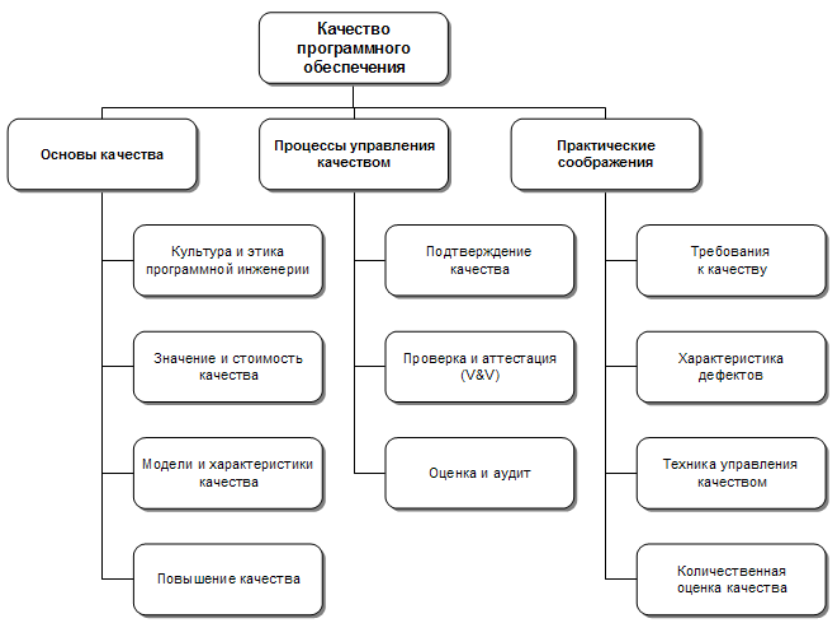 Качество
программного
обеспечения
Основы качества
Процессы управления
качеством
Практические
соображения
Культура и этика
программной инженерии
Подтверждение
качества
Требования
к качеству
Значение и стоимость
качества
Проверка и аттестация
(V&V)
Характеристика
дефектов
Модели и характеристики
качества
Оценка и аудит
Техника управления
качеством
Повышение качества
Количественная
оценка качества